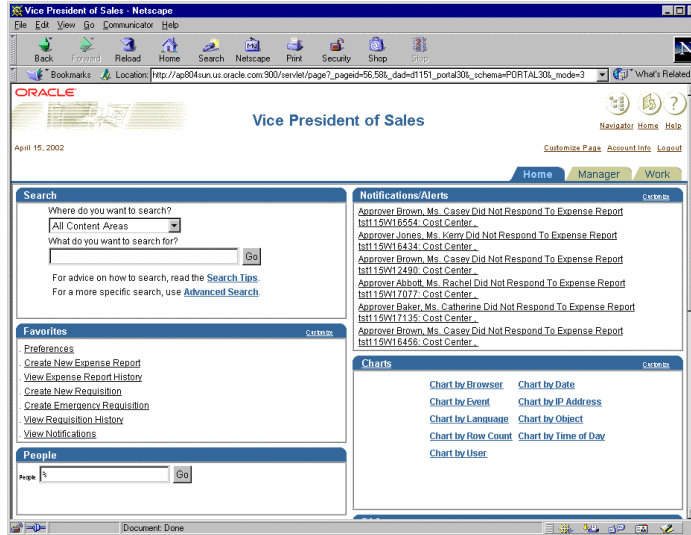 Vice President of Sales - Netscape
File Edit View Go Communicator Help
Back Forward Reload Home Search Netscape Print Security Shop Stop
Bookmarks Location: http://ap804sun.us.oracle.com:900/servlet/page?_pageid=56,58&_dad=d1151_portal30&_schema=PORTAL30&_mode=3 What's Related
ORACLE
Vice President of Sales
Navigator Home Help
April 15, 2002
Customize Page Account Info Logout
Home Manager Work
Search
Where do you want to search?
All Content Areas
What do you want to search for?
Go
For advice on how to search, read the Search Tips.
For a more specific search, use Advanced Search.
Favorites Customize
Preferences
Create New Expense Report
View Expense Report History
Create New Requisition
Create Emergency Requisition
View Requisition History
View Notifications
People
People % Go
Notifications/Alerts Customize
Approver Brown, Ms. Casey Did Not Respond To Expense Report
tst115W16554: Cost Center ,
Approver Jones, Ms. Kerry Did Not Respond To Expense Report
tst115W16434: Cost Center ,
Approver Brown, Ms. Casey Did Not Respond To Expense Report
tst115W12490: Cost Center ,
Approver Abbott, Ms. Rachel Did Not Respond To Expense Report
tst115W17077: Cost Center ,
Approver Baker, Ms. Catherine Did Not Respond To Expense Report
tst115W17135: Cost Center ,
Approver Brown, Ms. Casey Did Not Respond To Expense Report
tst115W16456: Cost Center ,
Charts Customize
Chart by Browser Chart by Date
Chart by Event Chart by IP Address
Chart by Language Chart by Object
Chart by Row Count Chart by Time of Day
Chart by User
Document: Done